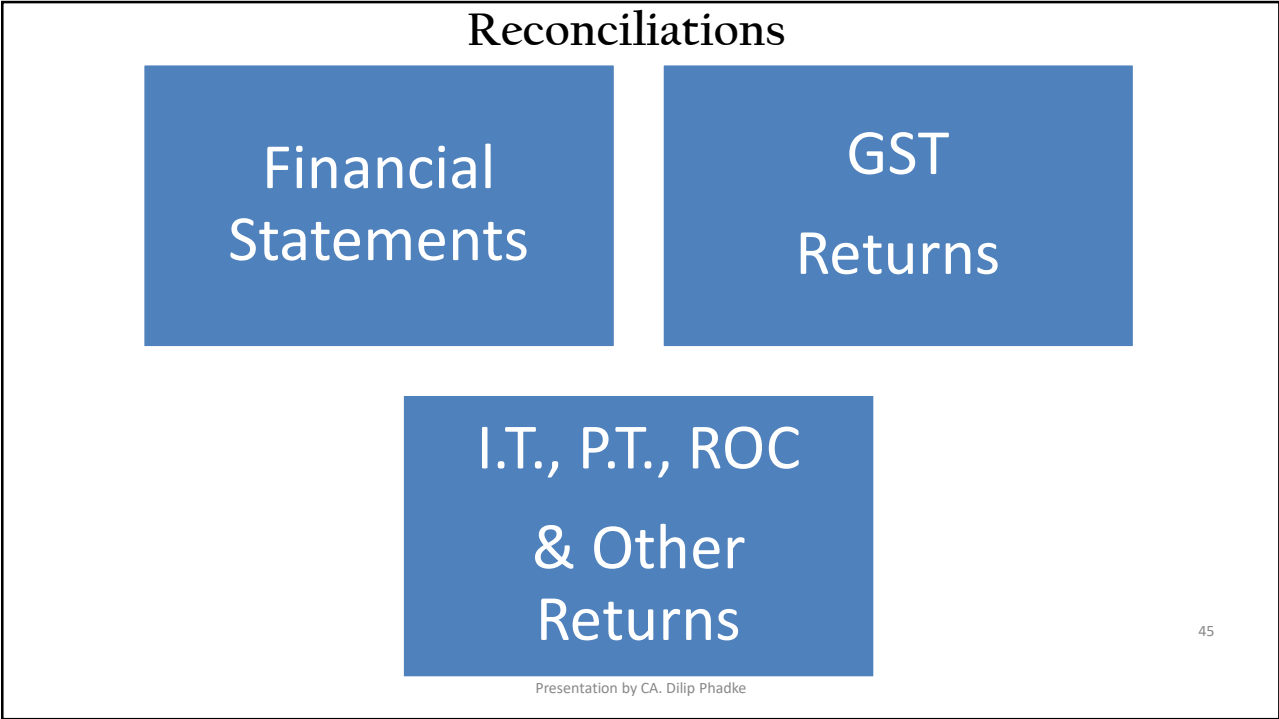 Reconciliations
Financial
Statements
GST
Returns
I.T., P.T., ROC
& Other
Returns
45
Presentation by CA. Dilip Phadke